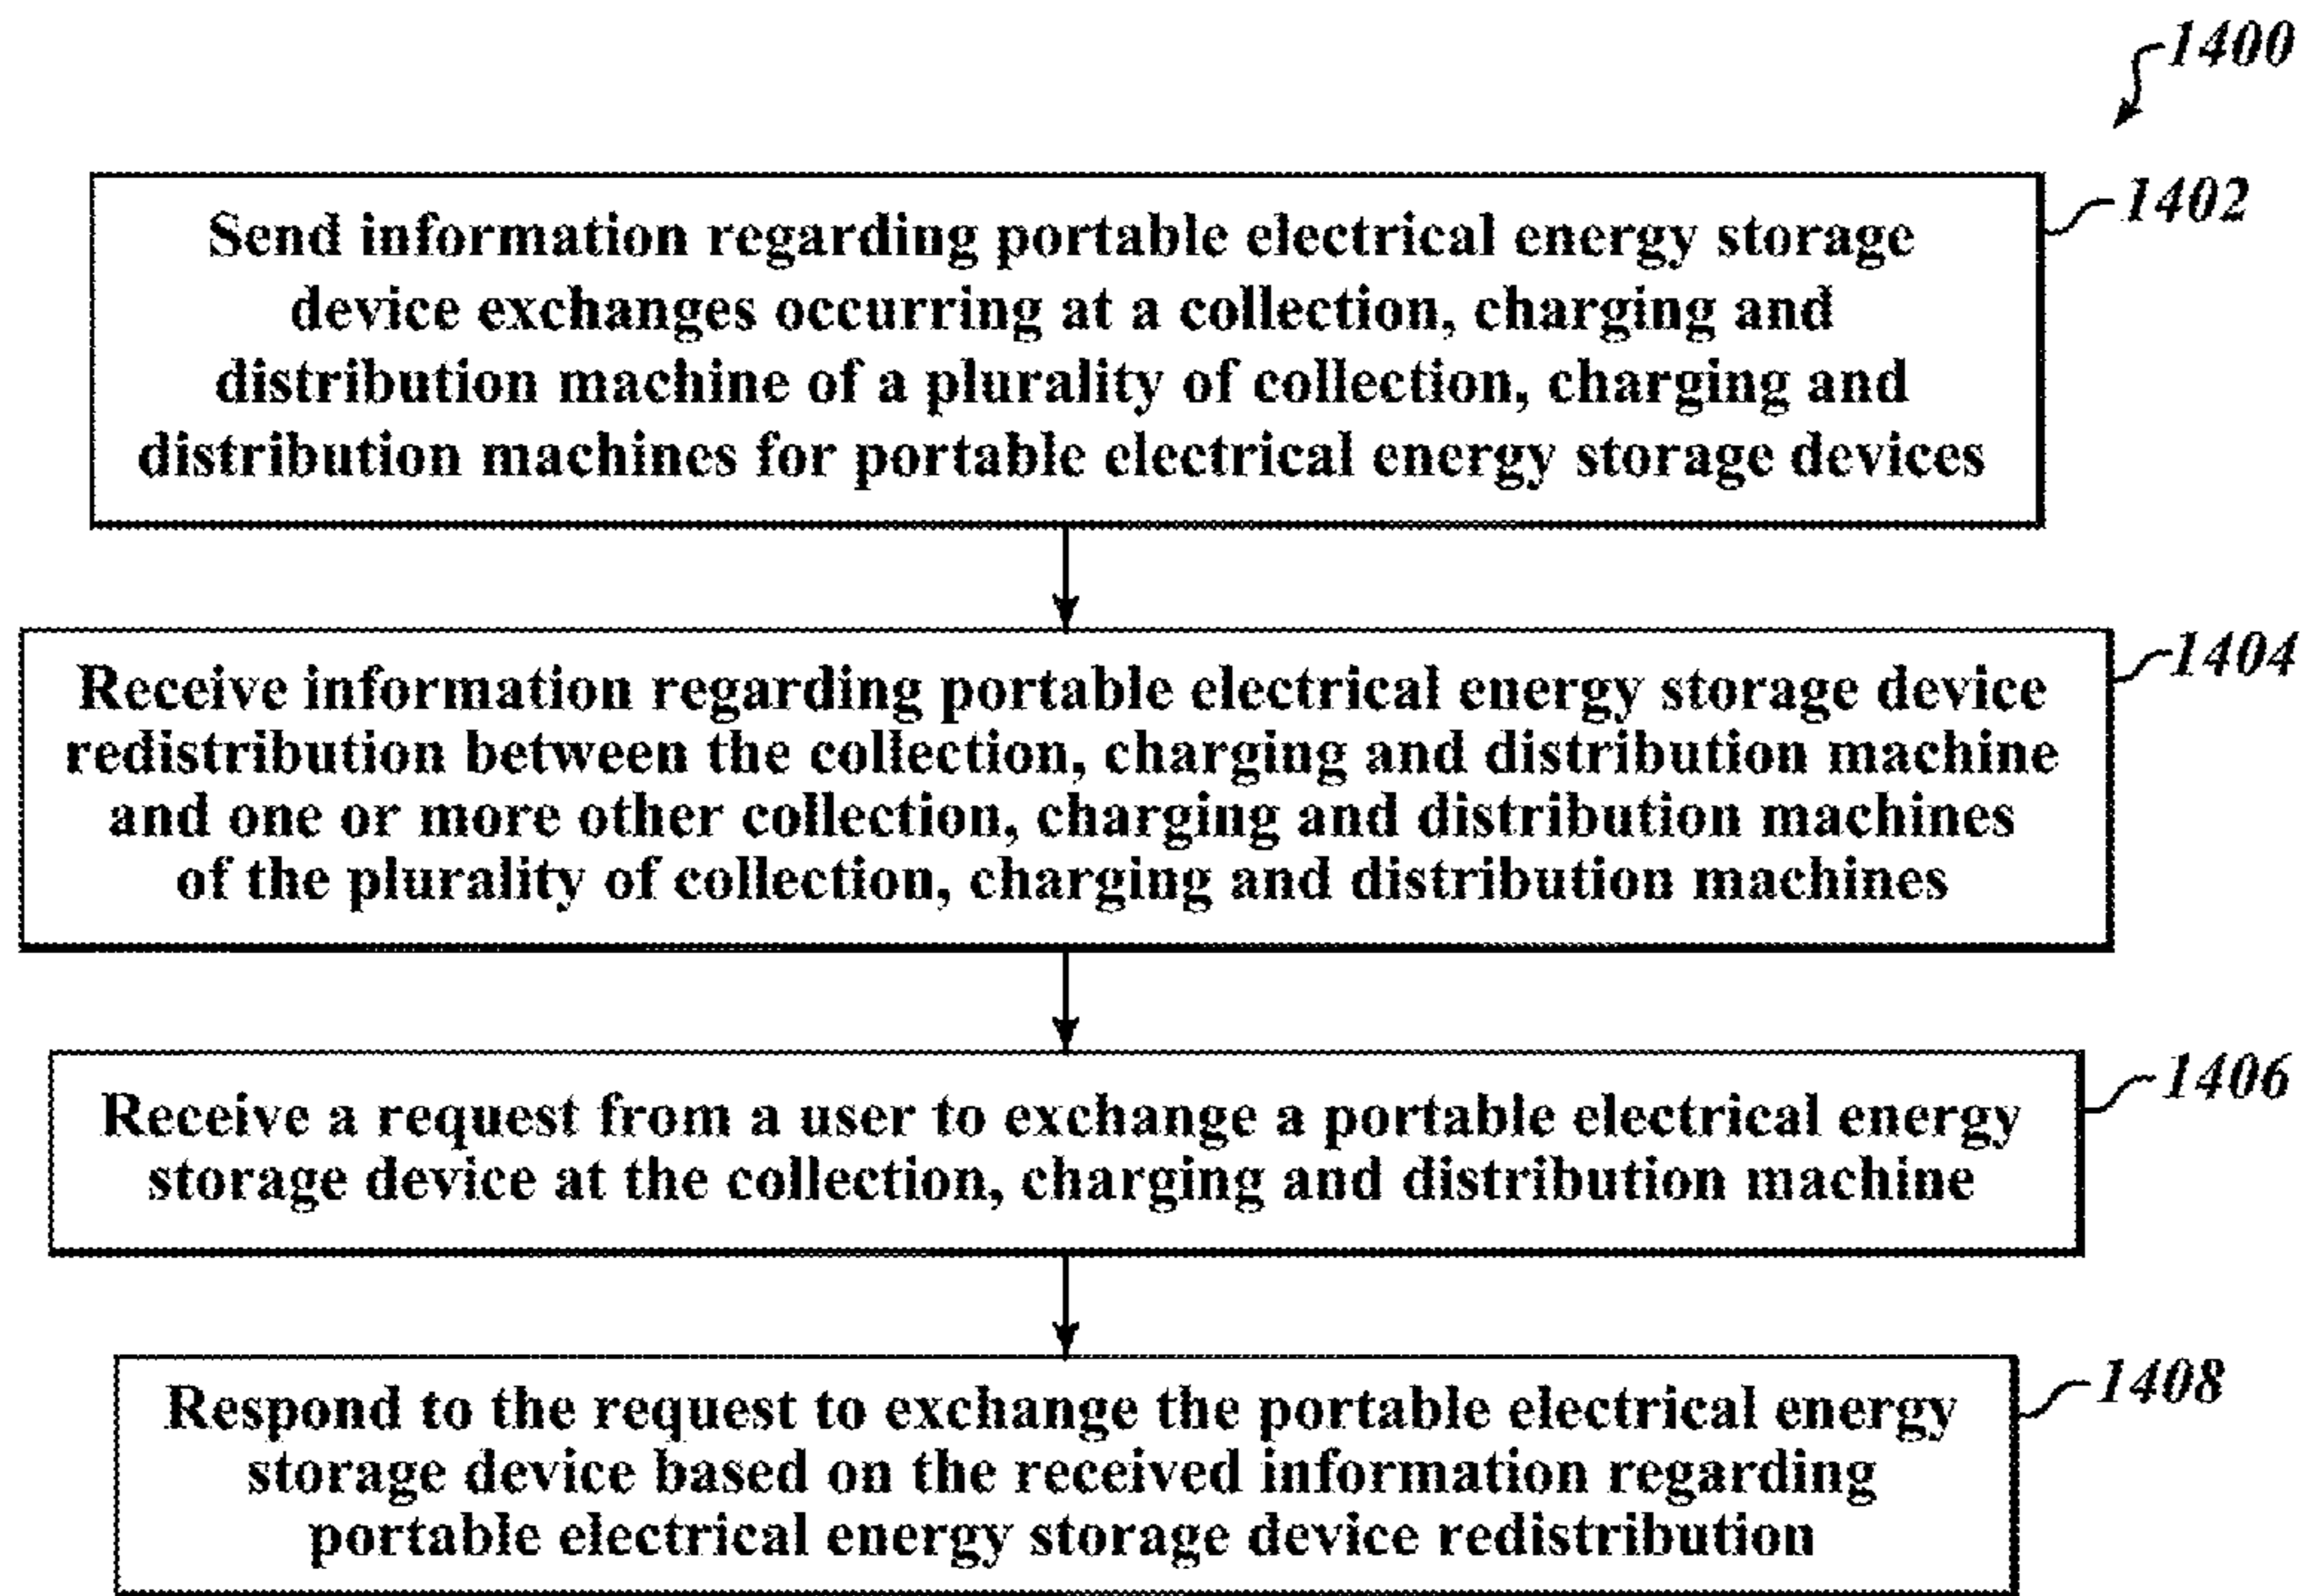 1400
1402
Send information regarding portable electrical energy storage
device exchanges occurring at a collection, charging and
distribution machine of a plurality of collection, charging and
distribution machines for portable electrical energy storage devices
1404
Receive information regarding portable electrical energy storage device
redistribution between the collection, charging and distribution machine
and one or more other collection, charging and distribution machines
of the plurality of collection, charging and distribution machines
1406
Receive a request from a user to exchange a portable electrical energy
storage device at the collection, charging and distribution machine
1408
Respond to the request to exchange the portable electrical energy
storage device based on the received information regarding
portable electrical energy storage device redistribution